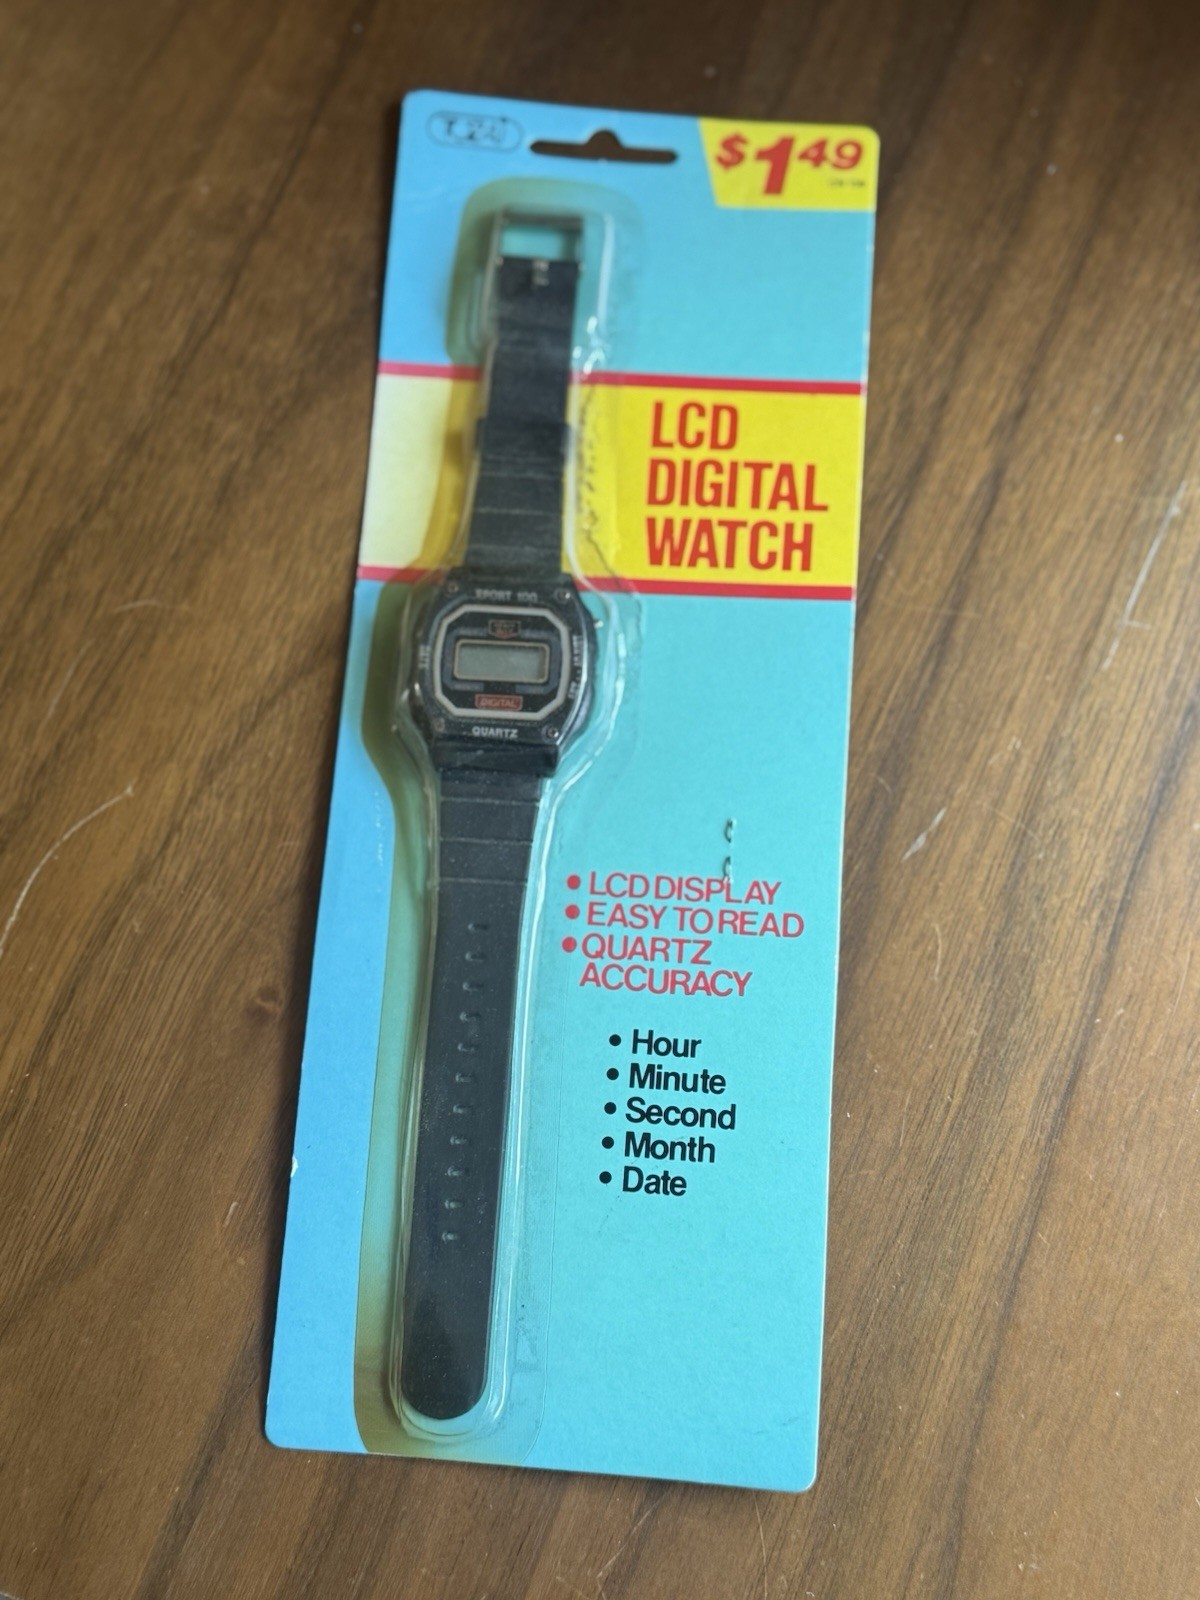 $1.49
LCD
DIGITAL
WATCH
SPORT 100
DIGITAL
QUARTZ
• LCD DISPLAY
• EASY TO READ
• QUARTZ
ACCURACY
• Hour
• Minute
• Second
• Month
• Date